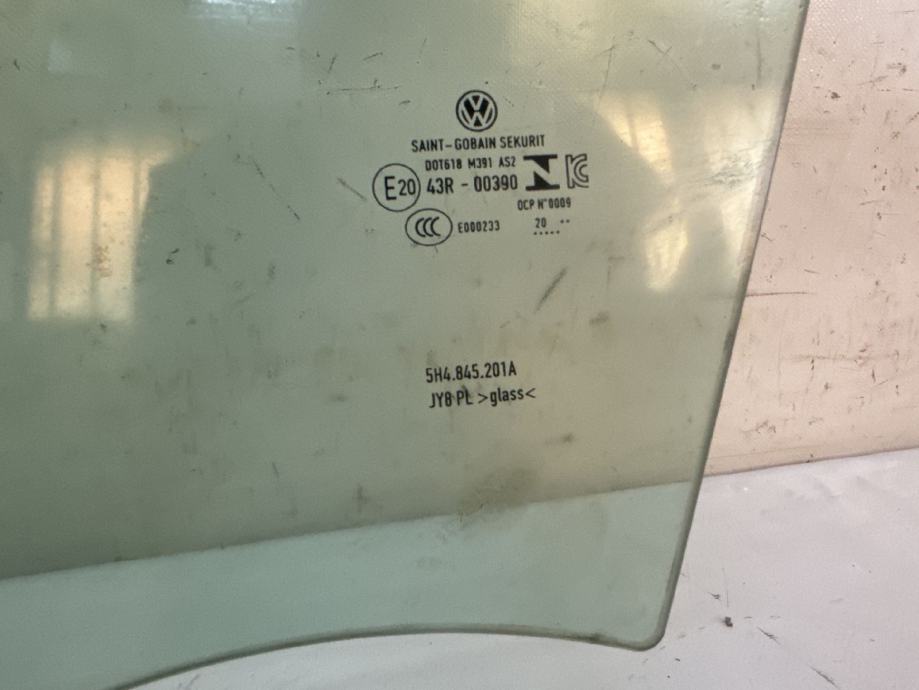 SAINT-GOBAIN SEKURIT
DOT618 M391 AS2
E20 43R - 00390
OCP N°0009
CCC E000233 20 ..
.....
5H4.845.201A
JY8 PL >glass<